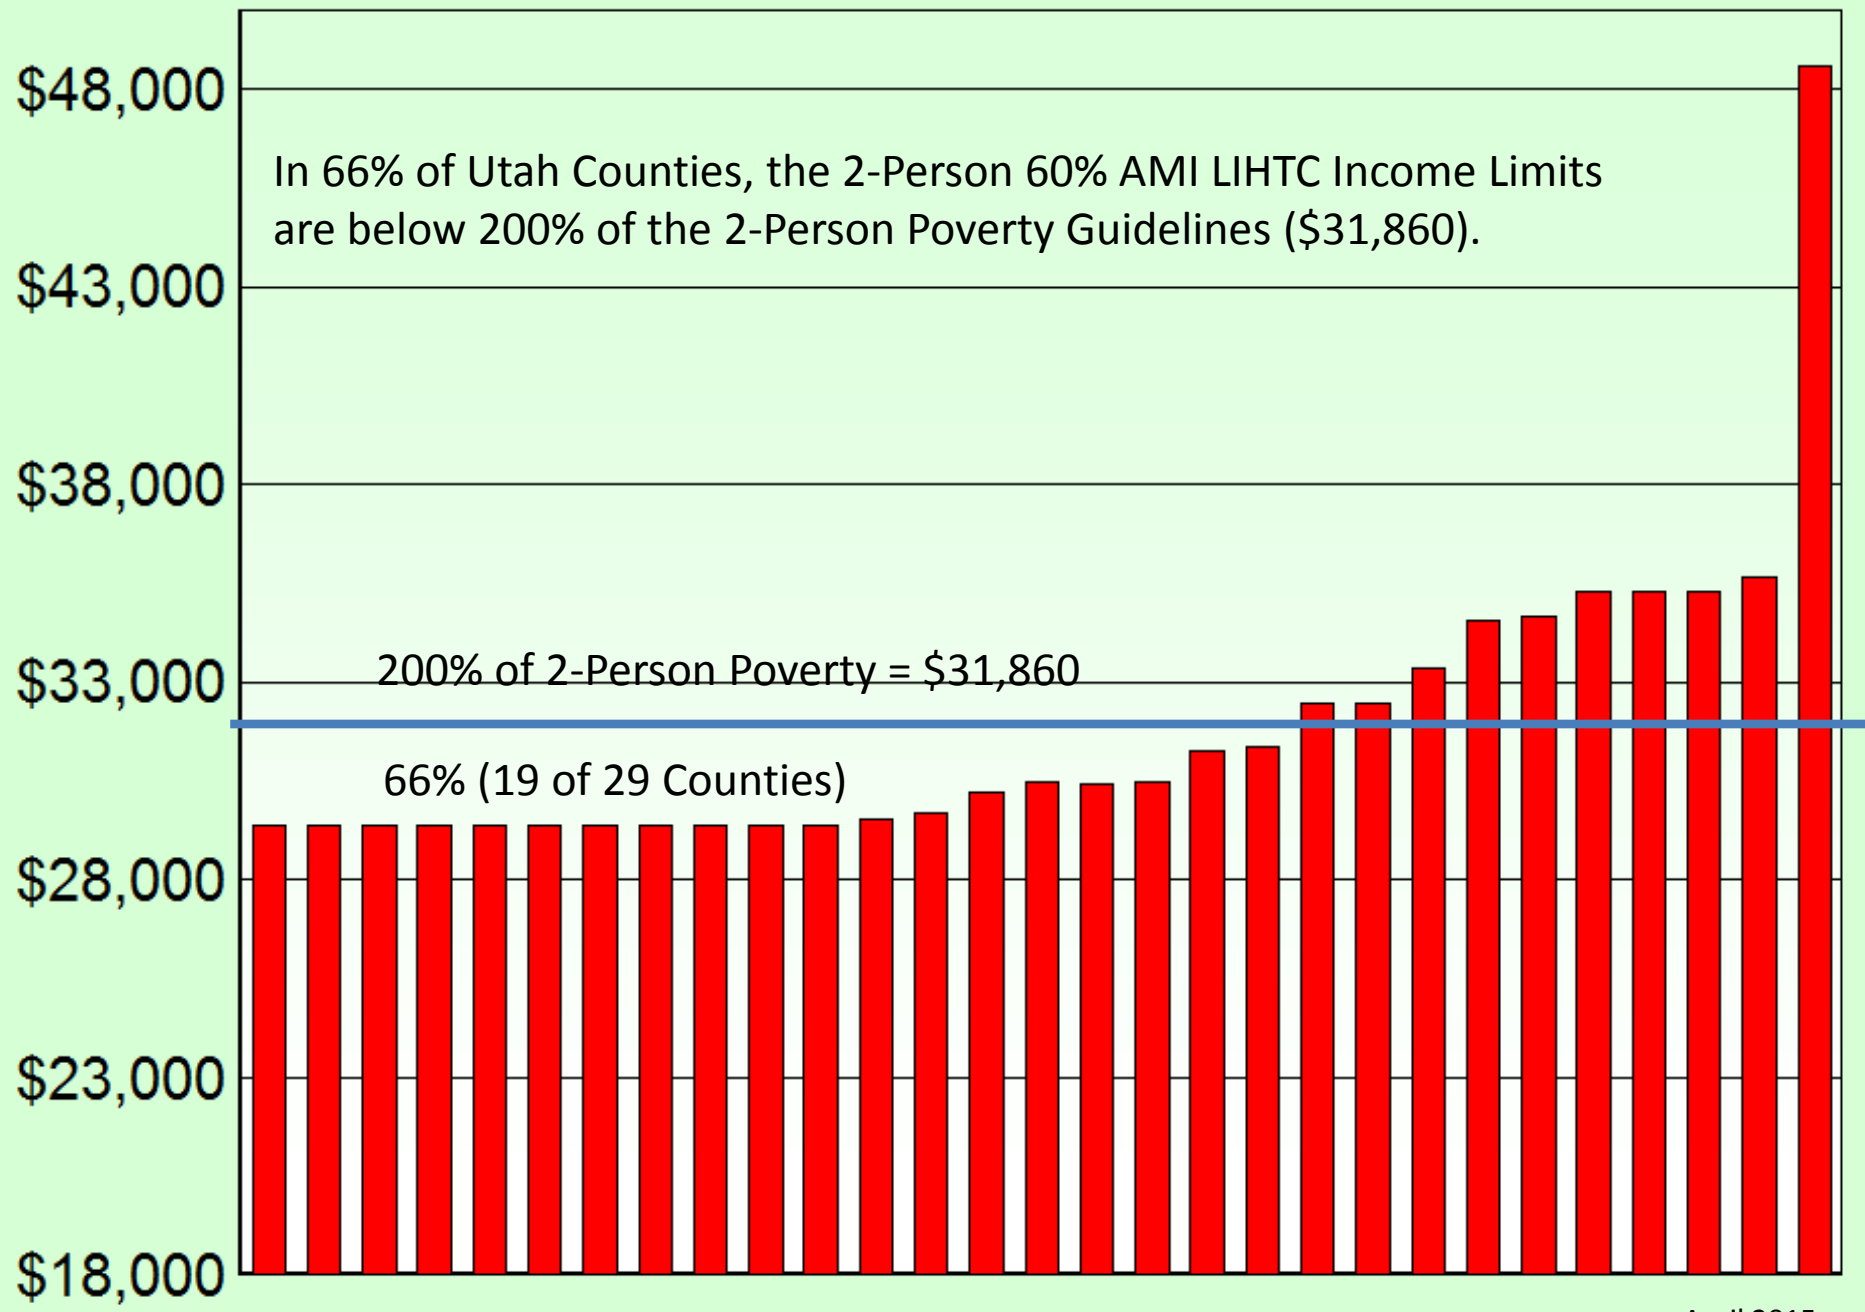 $48,000
In 66% of Utah Counties, the 2-Person 60% AMI LIHTC Income Limits
are below 200% of the 2-Person Poverty Guidelines ($31,860).
$43,000
$38,000
200% of 2-Person Poverty = $31,860
$33,000
66% (19 of 29 Counties)
$28,000
$23,000
$18,000